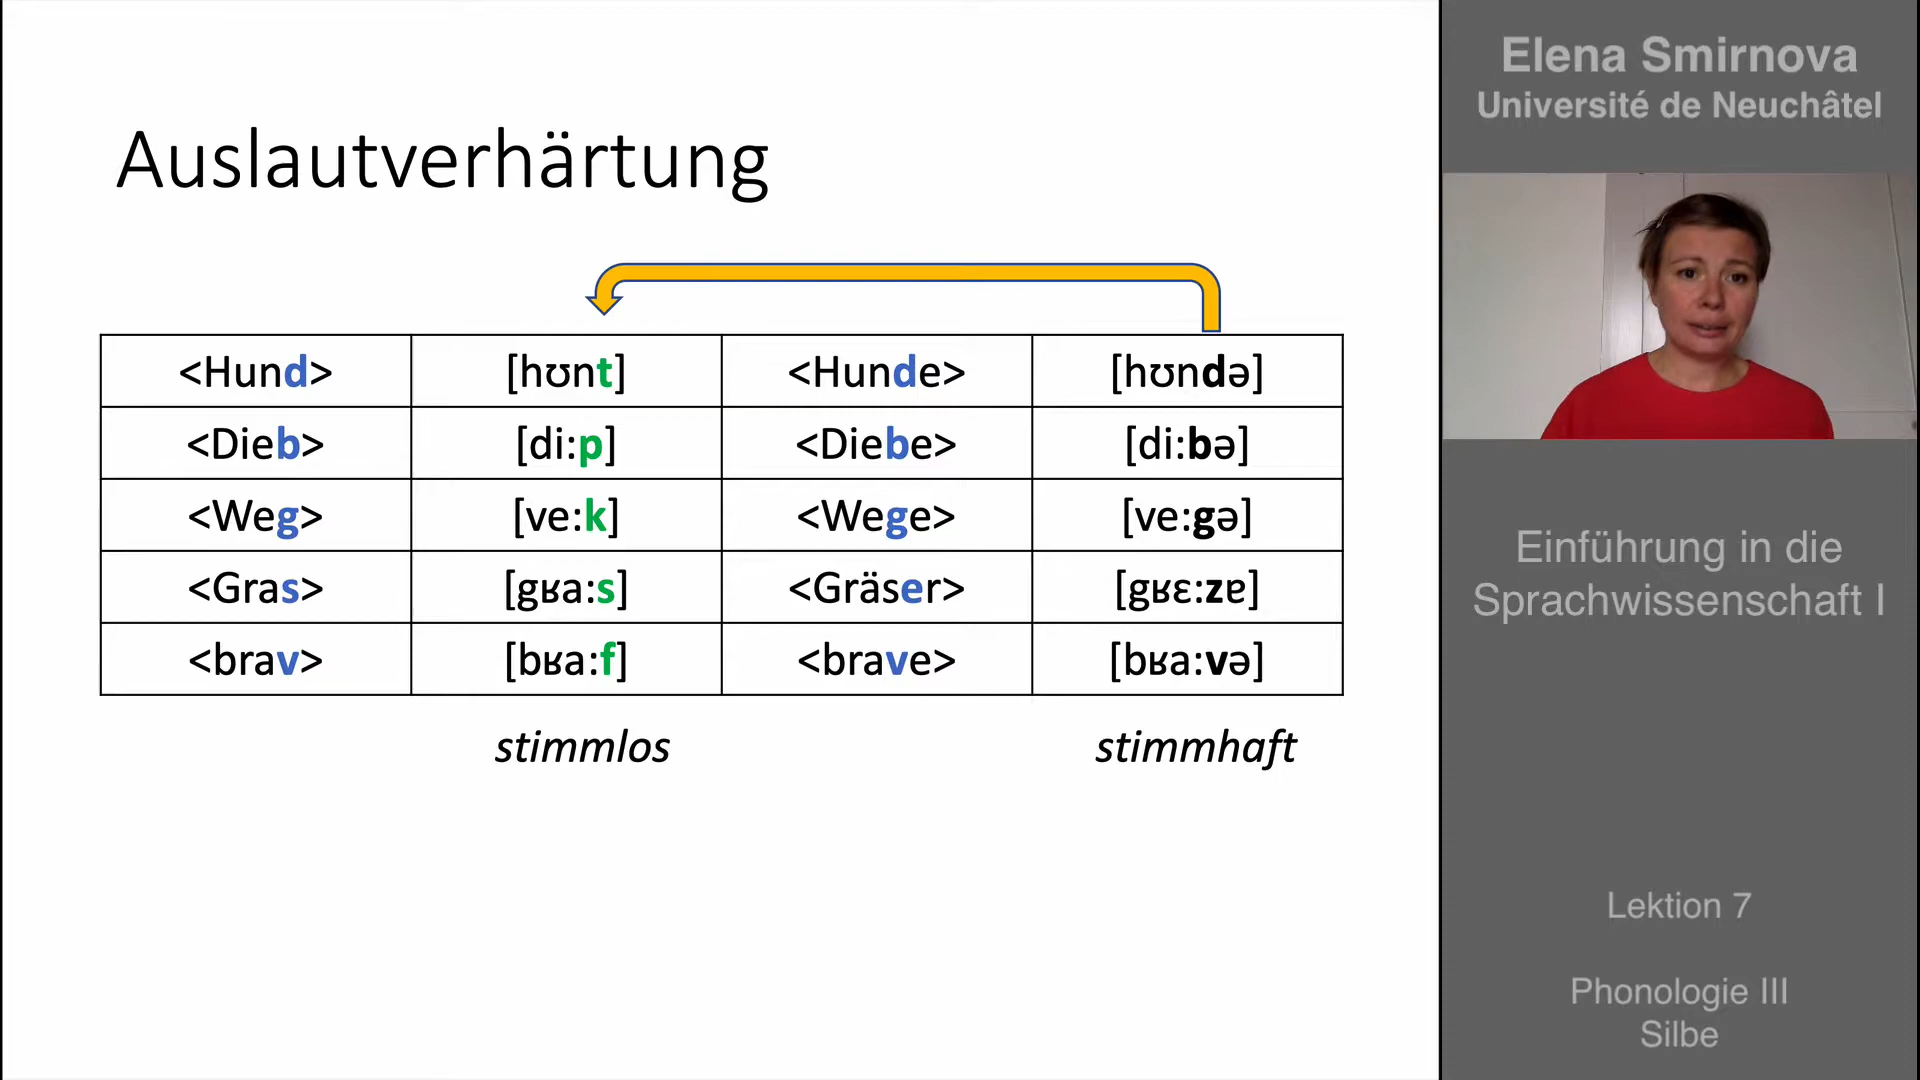 Auslautverhärtung
<Hund> [hʊnt] <Hunde> [hʊndə]
<Dieb> [di:p] <Diebe> [di:bə]
<Weg> [ve:k] <Wege> [ve:gə]
<Gras> [gʁa:s] <Gräser> [gʁɛ:zɐ]
<brav> [bʁa:f] <brave> [bʁa:və]
stimmlos stimmhaft
Elena Smirnova
Université de Neuchâtel
Einführung in die
Sprachwissenschaft I
Lektion 7
Phonologie III
Silbe